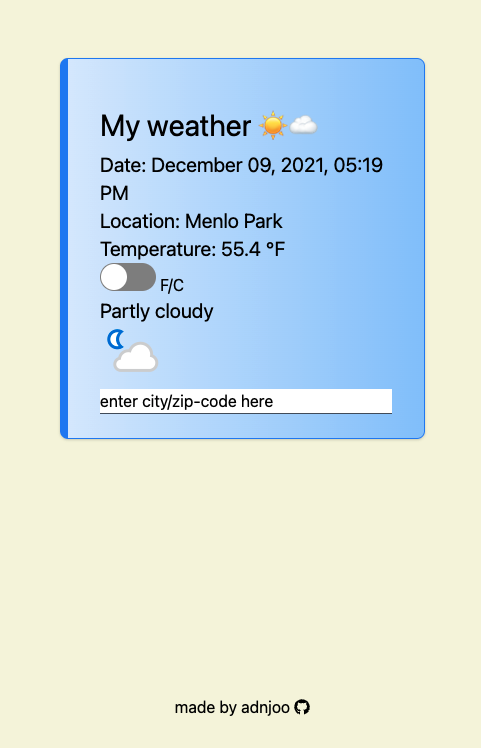 My weather ☀️☁️
Date: December 09, 2021, 05:19
PM
Location: Menlo Park
Temperature: 55.4 °F
F/C
Partly cloudy
enter city/zip-code here
made by adnjoo